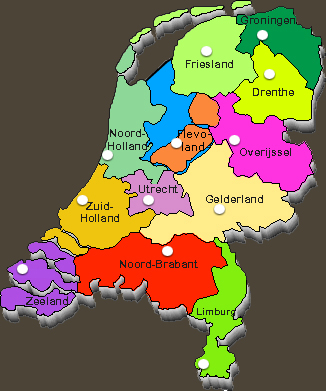 Groningen
Friesland
Drenthe
Noord-
Holland
Flevo-
land
Overijssel
Utrecht
Gelderland
Zuid-
Holland
Noord-Brabant
Zeeland
Limburg